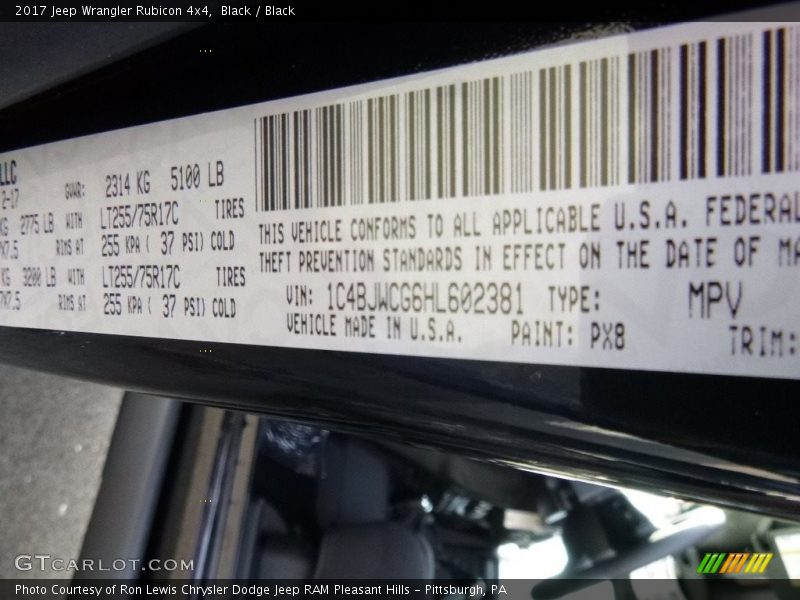 2017 Jeep Wrangler Rubicon 4x4,  Black / Black
LLC
2-17 GVWR: 2314 KG 5100 LB
KG 2775 LB WITH LT255/75R17C TIRES
RIMS AT 255 KPA ( 37 PSI) COLD
KG 3200 LB WITH LT255/75R17C TIRES
RIMS AT 255 KPA ( 37 PSI) COLD
THIS VEHICLE CONFORMS TO ALL APPLICABLE U.S.A. FEDERAL
THEFT PREVENTION STANDARDS IN EFFECT ON THE DATE OF MA
VIN: 1C4BJWCG6HL602381 TYPE: MPV
VEHICLE MADE IN U.S.A. PAINT: PX8 TRIM:
GTCARLOT.COM
Photo Courtesy of Ron Lewis Chrysler Dodge Jeep RAM Pleasant Hills - Pittsburgh, PA